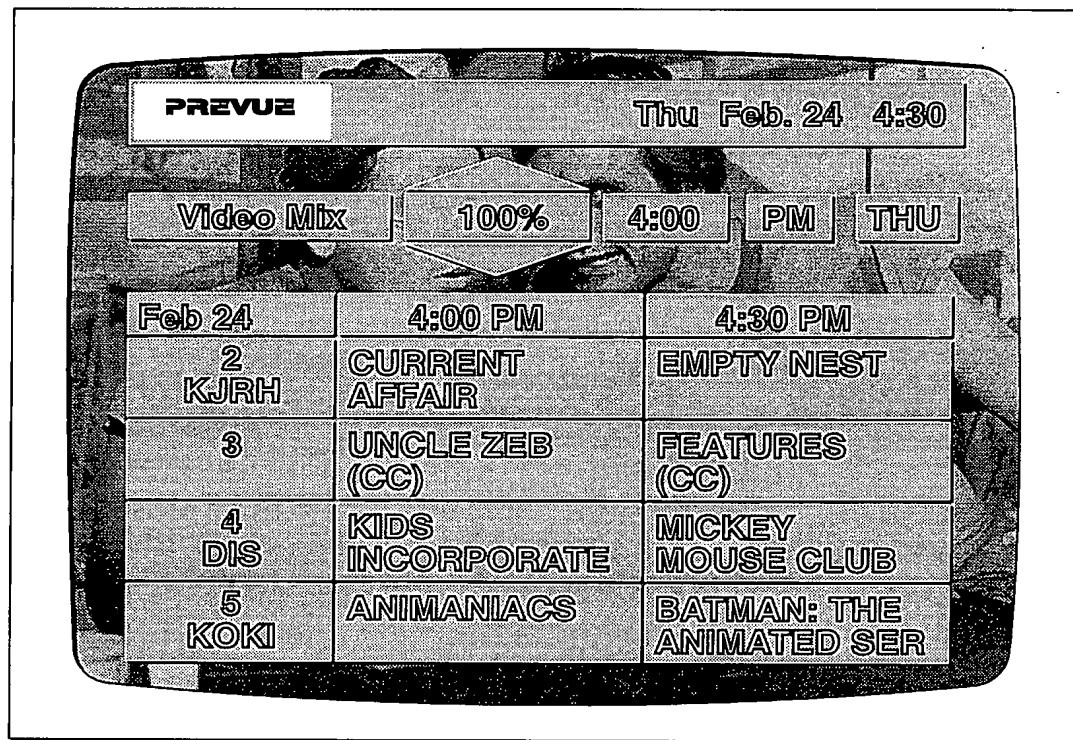 PREVUE Thu Feb. 24 4:30
Video Mix 100% 4:00 PM THU
Feb 24 4:00 PM 4:30 PM
2
KJRH
CURRENT
AFFAIR
EMPTY NEST
3
UNCLE ZEB
(CC)
FEATURES
(CC)
4
DIS
KIDS
INCORPORATE
MICKEY
MOUSE CLUB
5
KOKI
ANIMANIACS
BATMAN: THE
ANIMATED SER